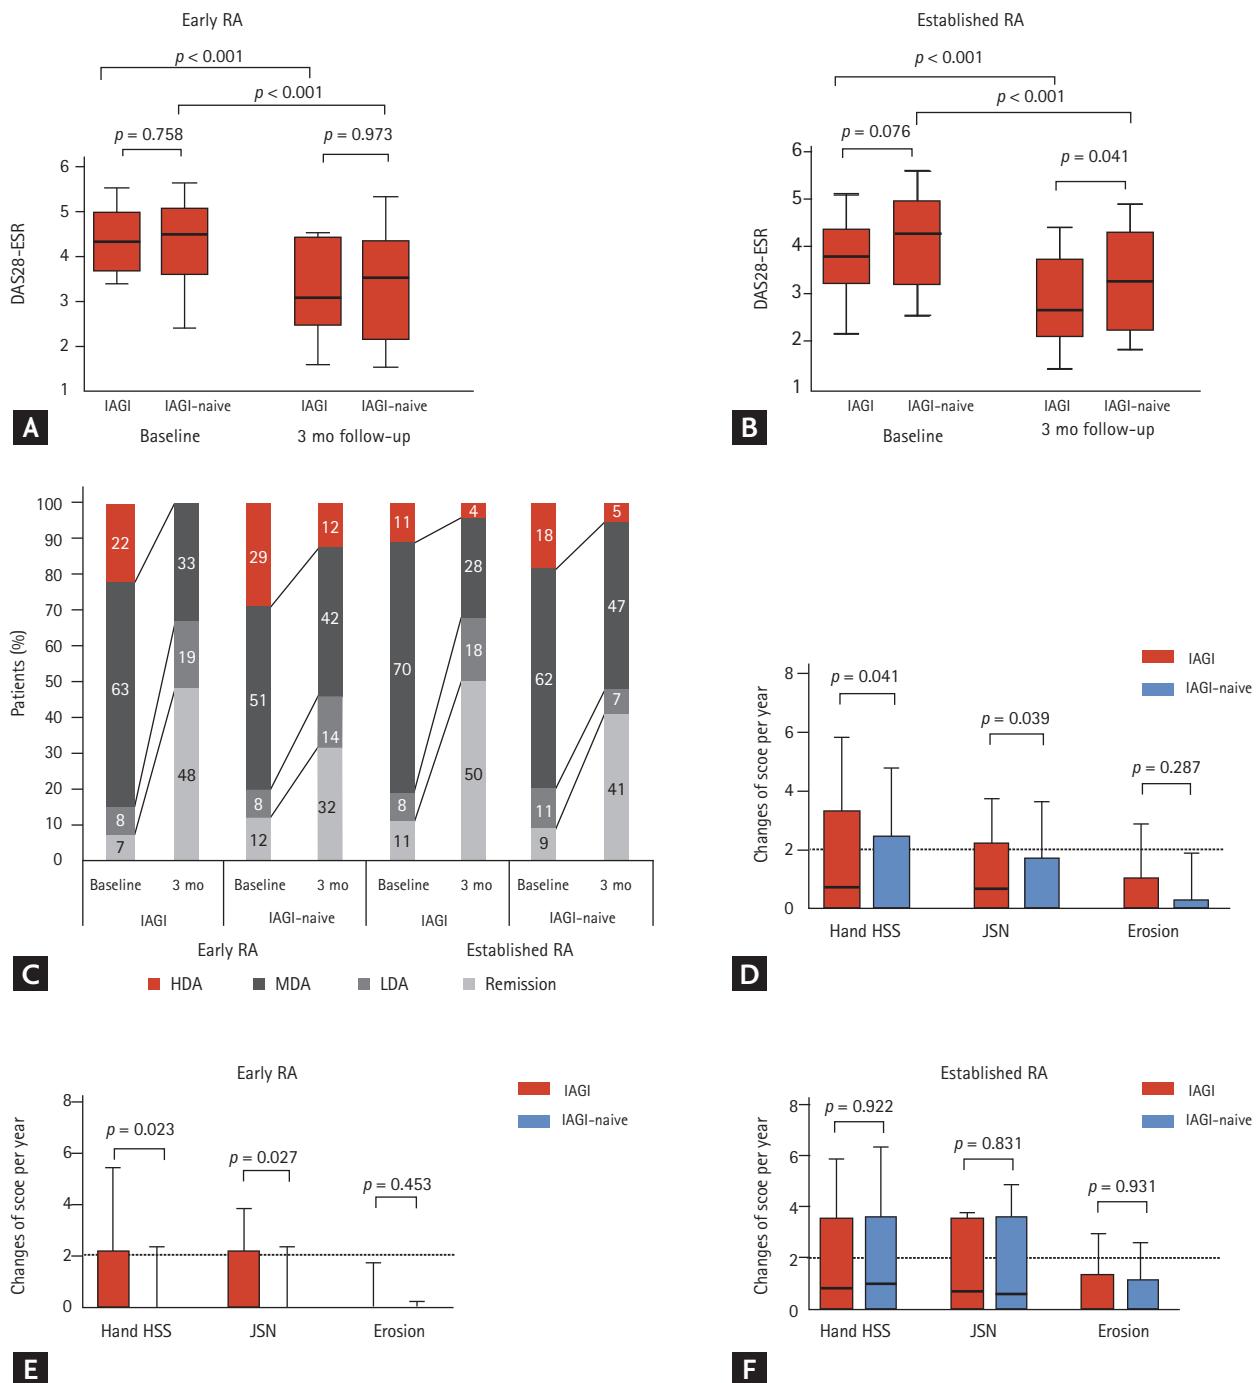 Early RA
p < 0.001
p < 0.001
p = 0.758
p = 0.973
DAS28-ESR
6
5
4
3
2
1
IAGI
IAGI-naive
IAGI
IAGI-naive
Baseline
3 mo follow-up
A
Established RA
p < 0.001
p < 0.001
p = 0.076
p = 0.041
DAS28-ESR
6
5
4
3
2
1
IAGI
IAGI-naive
IAGI
IAGI-naive
Baseline
3 mo follow-up
B
Patients (%)
100
90
80
70
60
50
40
30
20
10
0
22
63
8
7
33
19
48
29
51
8
12
12
42
14
32
11
70
8
11
4
28
18
50
18
62
11
9
5
47
7
41
Baseline
3 mo
Baseline
3 mo
Baseline
3 mo
Baseline
3 mo
IAGI
IAGI-naive
IAGI
IAGI-naive
Early RA
Established RA
HDA
MDA
LDA
Remission
C
IAGI
IAGI-naive
Changes of scoe per year
8
6
4
2
0
p = 0.041
p = 0.039
p = 0.287
Hand HSS
JSN
Erosion
D
Early RA
IAGI
IAGI-naive
Changes of scoe per year
8
6
4
2
0
p = 0.023
p = 0.027
p = 0.453
Hand HSS
JSN
Erosion
E
Established RA
IAGI
IAGI-naive
Changes of scoe per year
8
6
4
2
0
p = 0.922
p = 0.831
p = 0.931
Hand HSS
JSN
Erosion
F